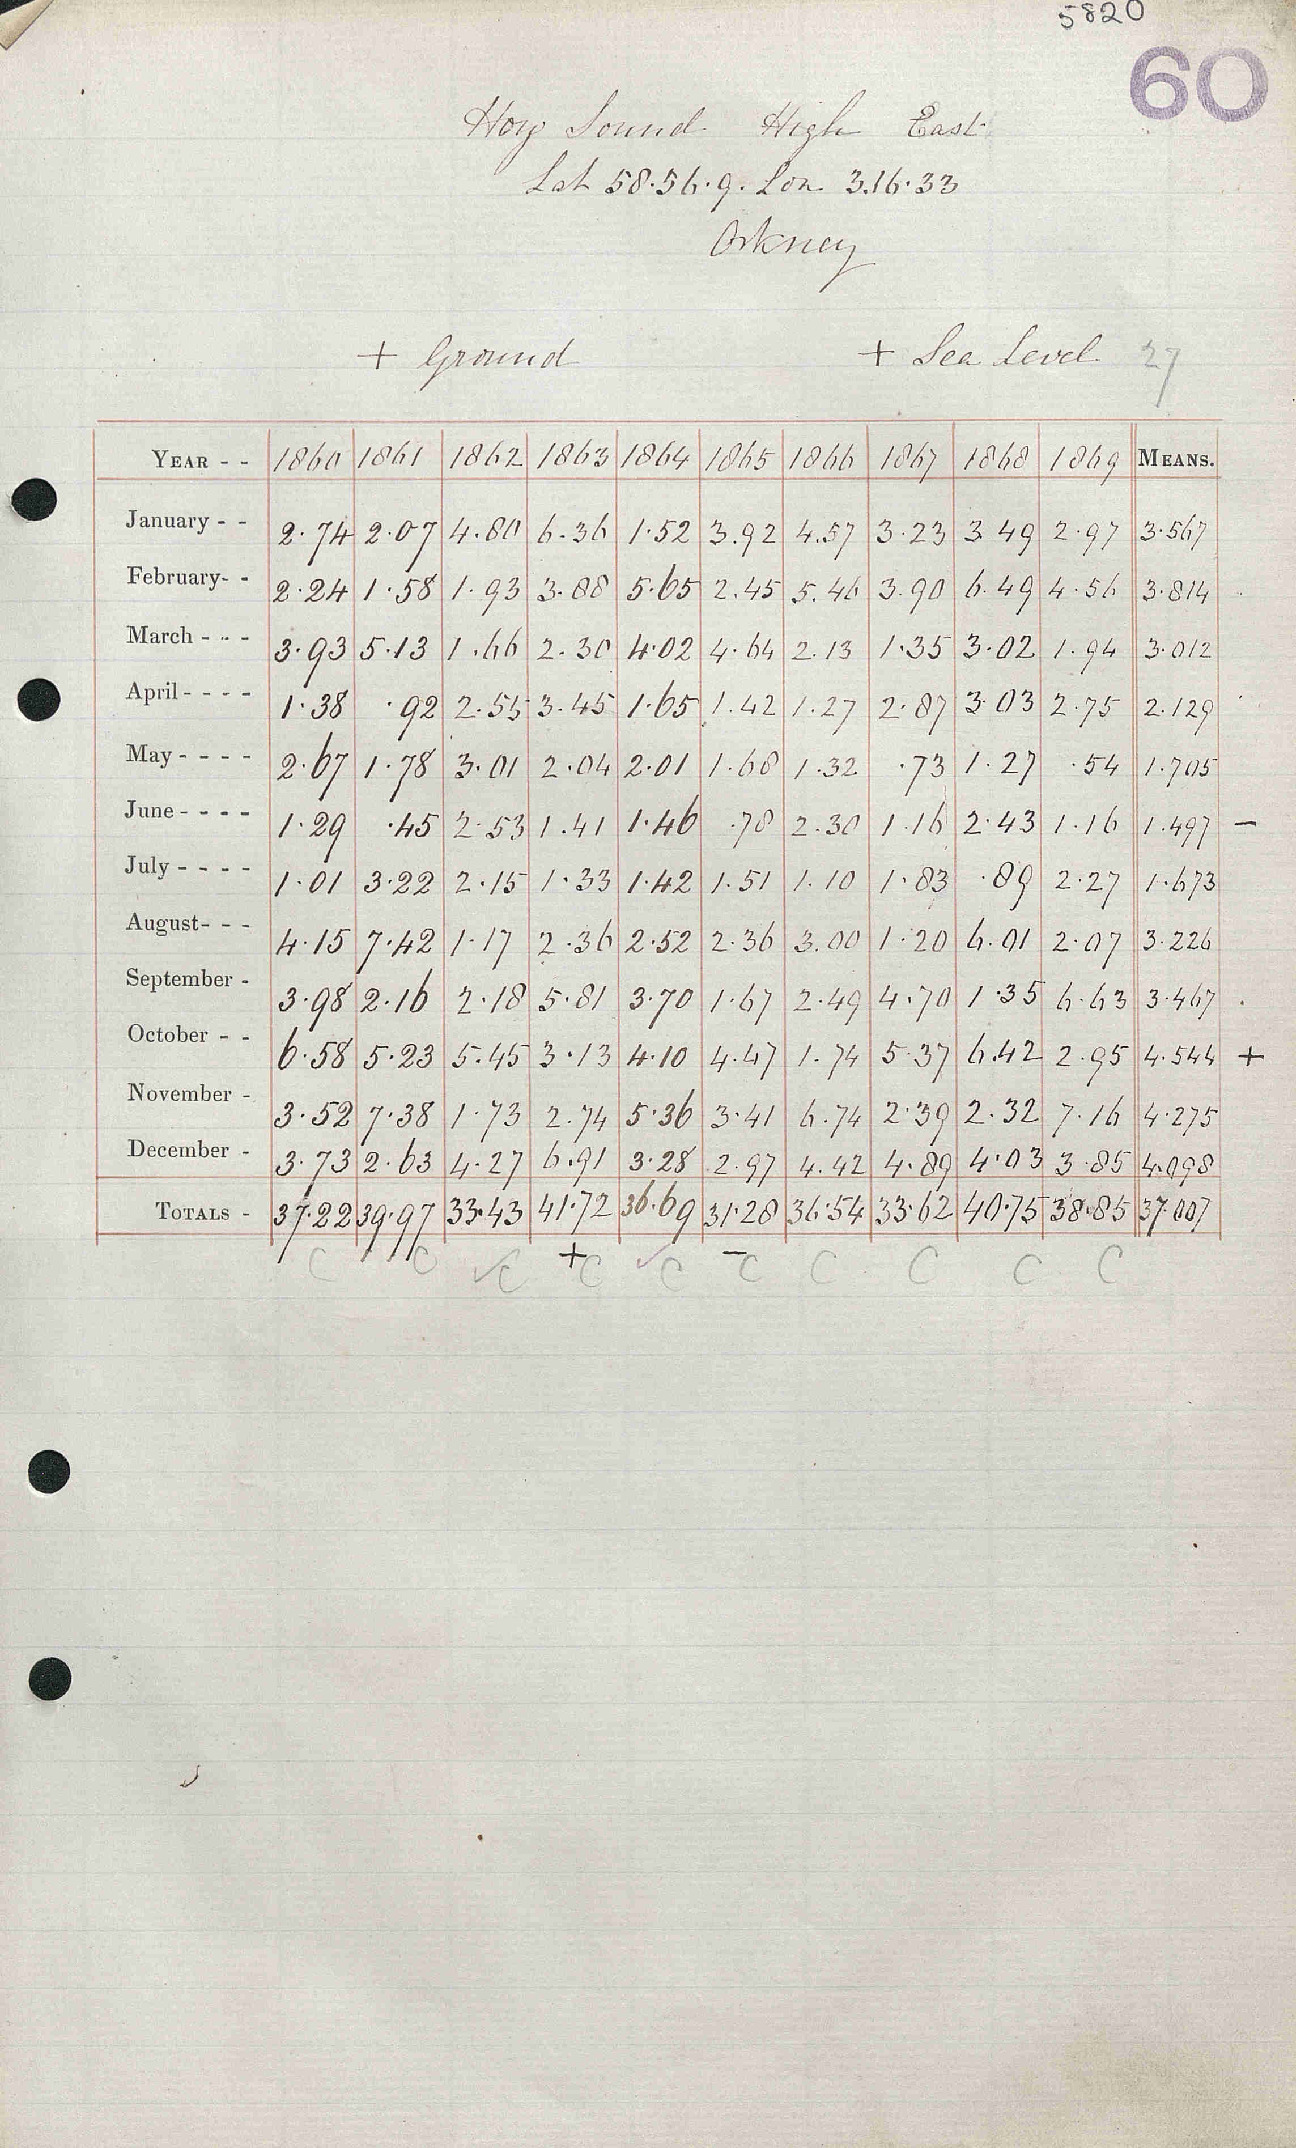 5820
60
Hoy Sound High East
Lat 58.56.9. Lon 3.16.33
Orkney
+ Ground + Sea Level 27
YEAR - - 1860 1861 1862 1863 1864 1865 1866 1867 1868 1869 MEANS.
January - - 2.74 2.07 4.80 6.36 1.52 3.92 4.57 3.23 3.49 2.97 3.567
February- - 2.24 1.58 1.93 3.88 5.65 2.45 5.46 3.90 6.49 4.56 3.814
March - - - 3.93 5.13 1.66 2.30 4.02 4.64 2.13 1.35 3.02 1.94 3.012
April - - - - 1.38 .92 2.55 3.45 1.65 1.42 1.27 2.87 3.03 2.75 2.129
May - - - - 2.67 1.78 3.01 2.04 2.01 1.68 1.32 .73 1.27 .54 1.705
June - - - - 1.29 .45 2.53 1.41 1.46 .78 2.30 1.16 2.43 1.16 1.497 –
July - - - - 1.01 3.22 2.15 1.33 1.42 1.51 1.10 1.83 .89 2.27 1.673
August- - - 4.15 7.42 1.17 2.36 2.52 2.36 3.00 1.20 6.01 2.07 3.226
September - 3.98 2.16 2.18 5.81 3.70 1.67 2.49 4.70 1.35 6.63 3.467
October - - 6.58 5.23 5.45 3.13 4.10 4.47 1.74 5.37 6.42 2.95 4.544 +
November - 3.52 7.38 1.73 2.74 5.36 3.41 6.74 2.39 2.32 7.16 4.275
December - 3.73 2.63 4.27 6.91 3.28 2.97 4.42 4.89 4.03 3.85 4.098
TOTALS - 37.22 39.97 33.43 41.72 36.69 31.28 36.54 33.62 40.75 38.85 37.007
C C ✓C +C ✓C –C C C C C